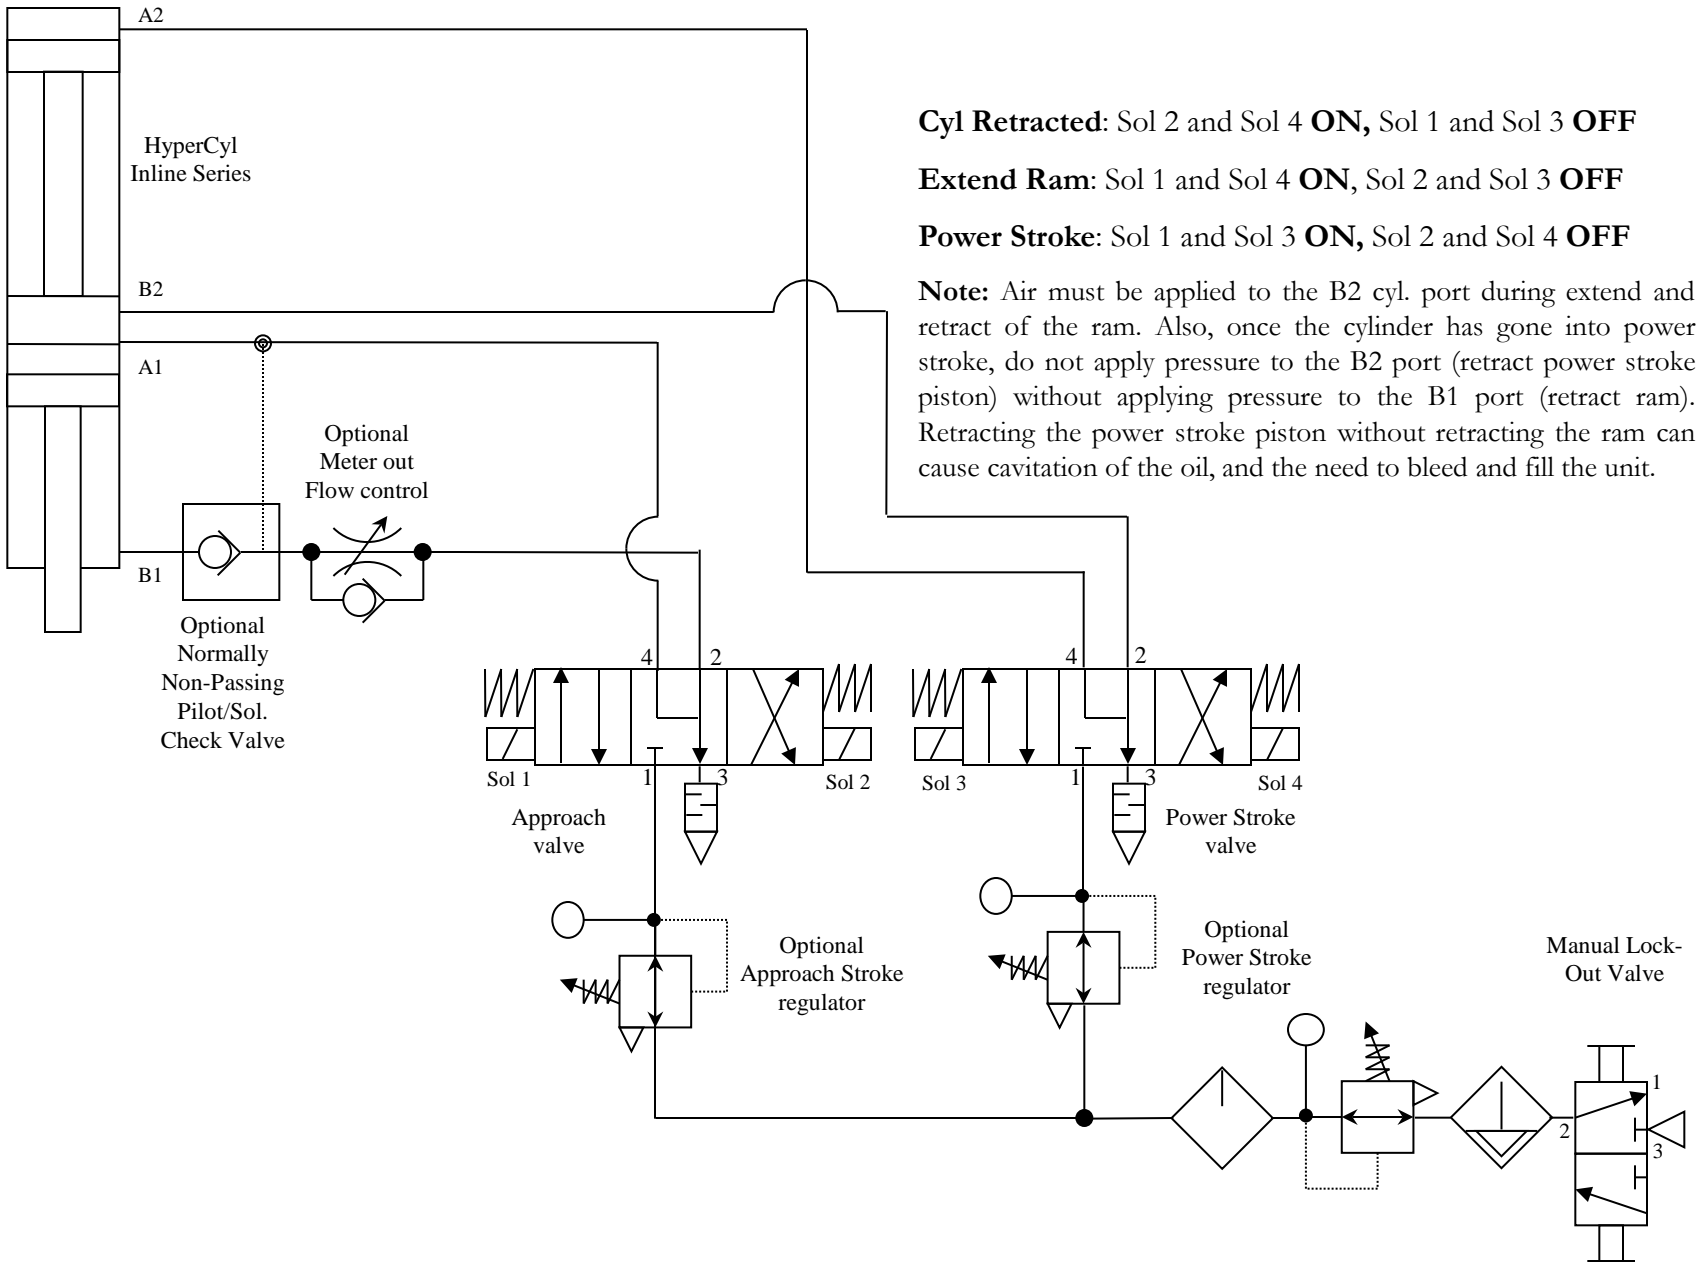 A2
HyperCyl
Inline Series
Cyl Retracted: Sol 2 and Sol 4 ON, Sol 1 and Sol 3 OFF
Extend Ram: Sol 1 and Sol 4 ON, Sol 2 and Sol 3 OFF
Power Stroke: Sol 1 and Sol 3 ON, Sol 2 and Sol 4 OFF
Note: Air must be applied to the B2 cyl. port during extend and
retract of the ram. Also, once the cylinder has gone into power
stroke, do not apply pressure to the B2 port (retract power stroke
piston) without applying pressure to the B1 port (retract ram).
Retracting the power stroke piston without retracting the ram can
cause cavitation of the oil, and the need to bleed and fill the unit.
B2
A1
Optional
Meter out
Flow control
B1
Optional
Normally
Non-Passing
Pilot/Sol.
Check Valve
4
2
4
2
Sol 1
1
3
Sol 2
Sol 3
1
3
Sol 4
Approach
valve
Power Stroke
valve
Optional
Approach Stroke
regulator
Optional
Power Stroke
regulator
Manual Lock-
Out Valve
1
2
3